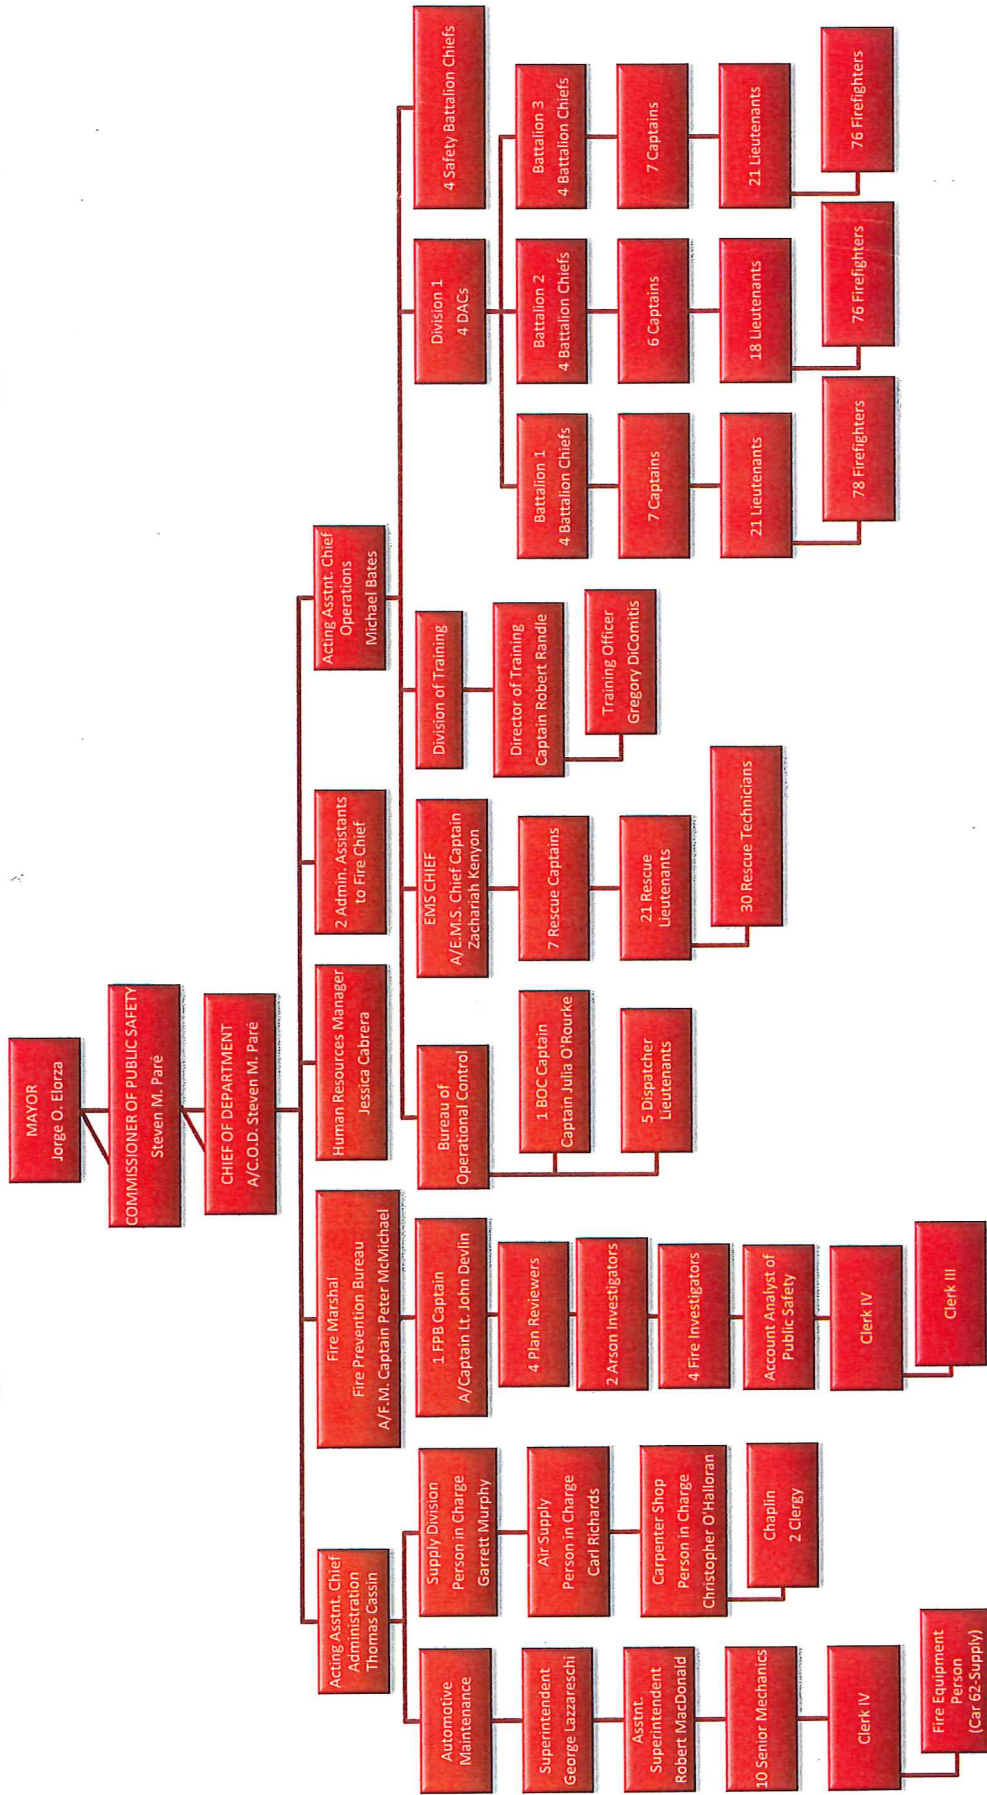 MAYOR
Jorge O. Elorza
COMMISSIONER OF PUBLIC SAFETY
Steven M. Paré
CHIEF OF DEPARTMENT
A/C.O.D. Steven M. Paré
Acting Asstnt. Chief
Administration
Thomas Cassin
Fire Marshal
Fire Prevention Bureau
A/F.M. Captain Peter McMichael
Human Resources Manager
Jessica Cabrera
2 Admin. Assistants
to Fire Chief
Acting Asstnt. Chief
Operations
Michael Bates
Automotive
Maintenance
Superintendent
George Lazzareschi
Asstnt.
Superintendent
Robert MacDonald
10 Senior Mechanics
Clerk IV
Fire Equipment
Person
(Car 62-Supply)
Supply Division
Person in Charge
Garrett Murphy
Air Supply
Person in Charge
Carl Richards
Carpenter Shop
Person in Charge
Christopher O'Halloran
Chaplin
2 Clergy
1 FPB Captain
A/Captain Lt. John Devlin
4 Plan Reviewers
2 Arson Investigators
4 Fire Investigators
Account Analyst of
Public Safety
Clerk IV
Clerk III
Bureau of
Operational Control
1 BOC Captain
Captain Julia O'Rourke
5 Dispatcher
Lieutenants
EMS CHIEF
A/E.M.S. Chief Captain
Zachariah Kenyon
7 Rescue Captains
21 Rescue
Lieutenants
30 Rescue Technicians
Division of Training
Director of Training
Captain Robert Randle
Training Officer
Gregory DiComitis
Division 1
4 DACs
4 Safety Battalion Chiefs
Battalion 1
4 Battalion Chiefs
7 Captains
21 Lieutenants
78 Firefighters
Battalion 2
4 Battalion Chiefs
6 Captains
18 Lieutenants
76 Firefighters
Battalion 3
4 Battalion Chiefs
7 Captains
21 Lieutenants
76 Firefighters